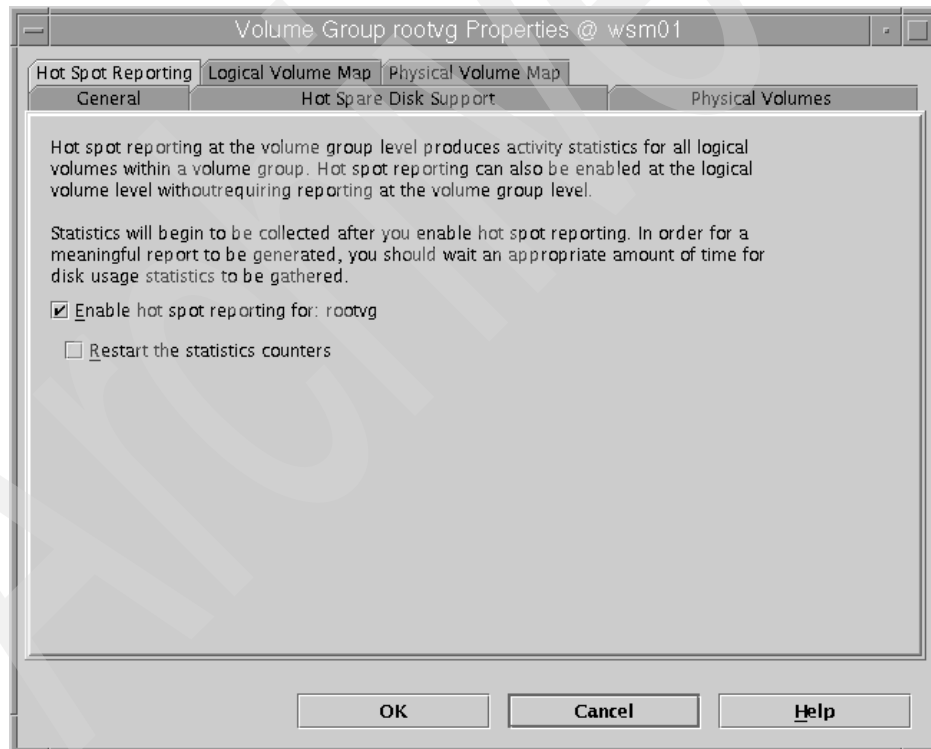 Volume Group rootvg Properties @ wsm01
Hot Spot Reporting Logical Volume Map Physical Volume Map
General Hot Spare Disk Support Physical Volumes
Hot spot reporting at the volume group level produces activity statistics for all logical
volumes within a volume group. Hot spot reporting can also be enabled at the logical
volume level withoutrequiring reporting at the volume group level.
Statistics will begin to be collected after you enable hot spot reporting. In order for a
meaningful report to be generated, you should wait an appropriate amount of time for
disk usage statistics to be gathered.
Enable hot spot reporting for: rootvg
Restart the statistics counters
OK Cancel Help